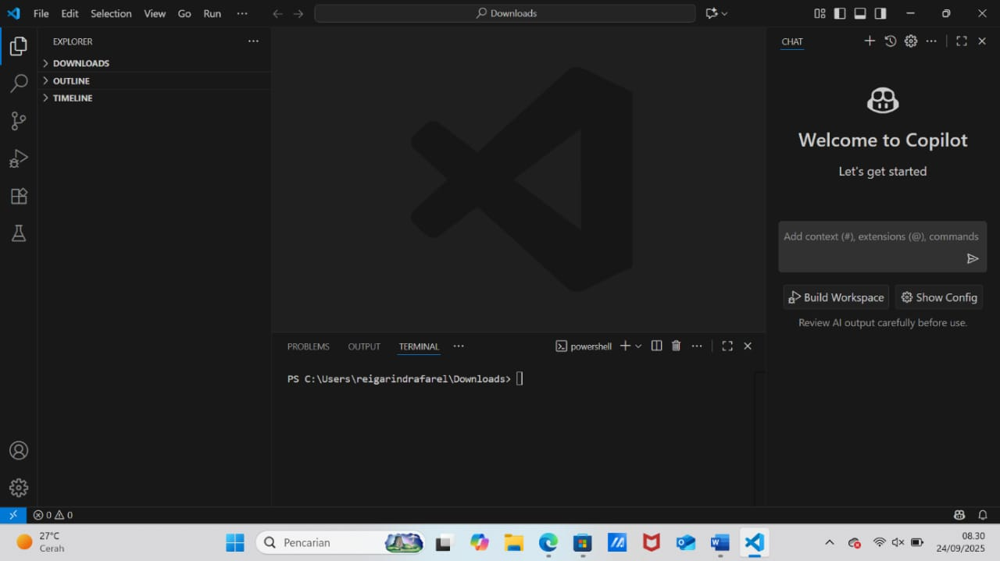 File Edit Selection View Go Run ···
Downloads
EXPLORER
DOWNLOADS
OUTLINE
TIMELINE
CHAT
Welcome to Copilot
Let's get started
Add context (#), extensions (@), commands
Build Workspace Show Config
Review AI output carefully before use.
PROBLEMS OUTPUT TERMINAL ···
powershell
PS C:\Users\reigarindrafarel\Downloads>
0 0
27°C
Cerah
Pencarian
08.30
24/09/2025